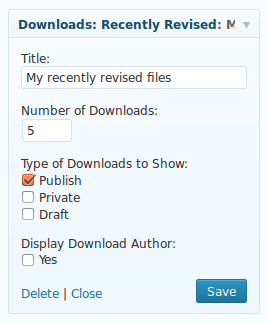 Downloads: Recently Revised: M
Title:
My recently revised files
Number of Downloads:
5
Type of Downloads to Show:
Publish
Private
Draft
Display Download Author:
Yes
Delete | Close
Save